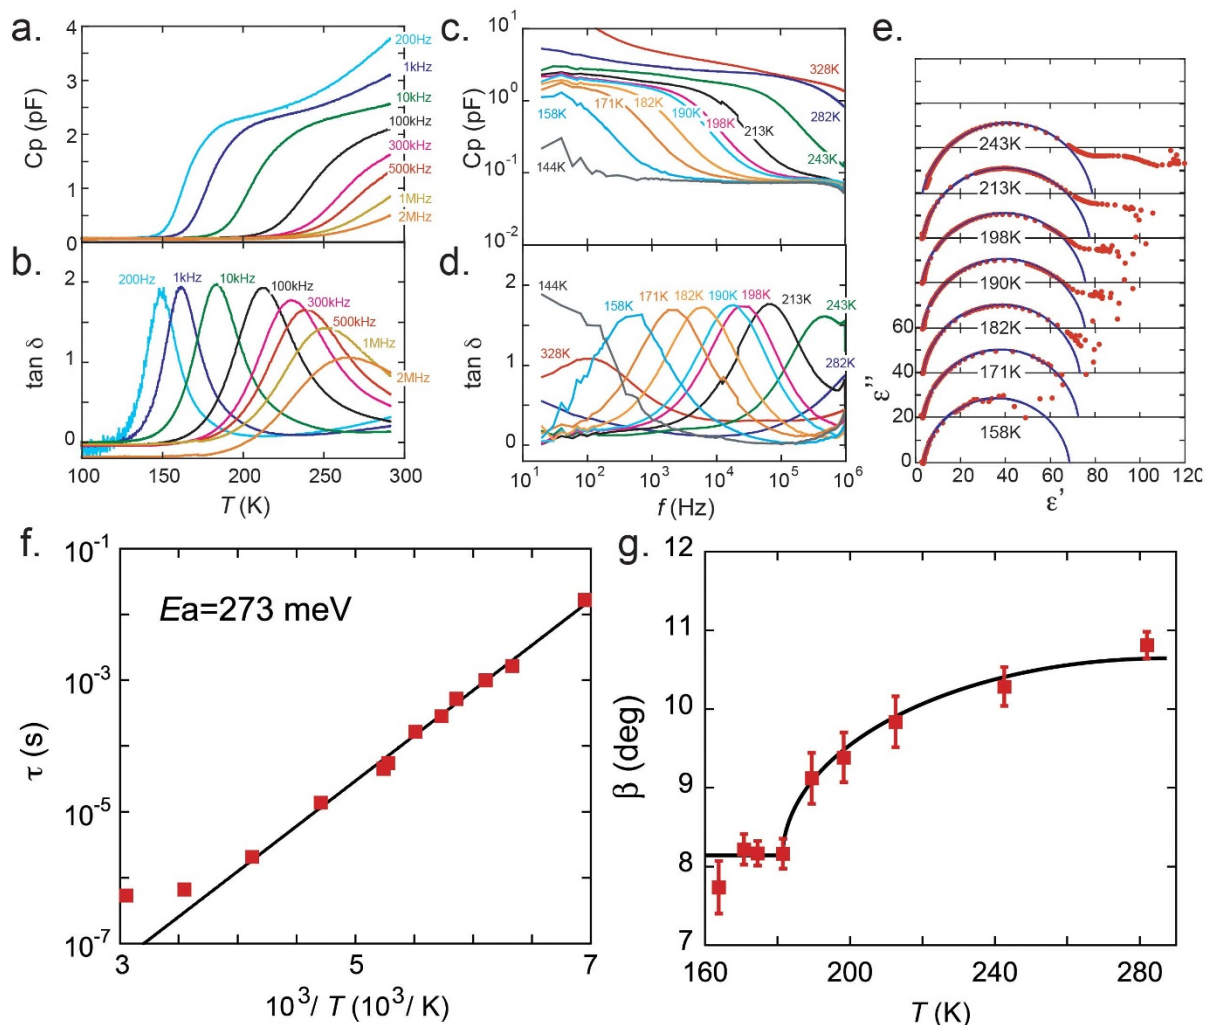 a.
Cp (pF)
4
3
2
1
0
200Hz
1kHz
10kHz
100kHz
300kHz
500kHz
1MHz
2MHz
b.
tan δ
2
1
0
200Hz
1kHz
10kHz
100kHz
300kHz
500kHz
1MHz
2MHz
100 150 200 250 300
T (K)
c.
Cp (pF)
10^1
10^0
10^-1
10^-2
328K
282K
243K
213K
198K
190K
182K
171K
158K
144K
d.
tan δ
2
1
0
144K
158K
171K
182K
190K
198K
213K
243K
328K
282K
10^1 10^2 10^3 10^4 10^5 10^6
f (Hz)
e.
243K
213K
198K
190K
182K
171K
158K
ε''
60
40
20
0
0 20 40 60 80 100 120
ε'
f.
Ea=273 meV
τ (s)
10^-1
10^-3
10^-5
10^-7
3 5 7
10^3/ T (10^3/ K)
g.
β (deg)
12
11
10
9
8
7
160 200 240 280
T (K)